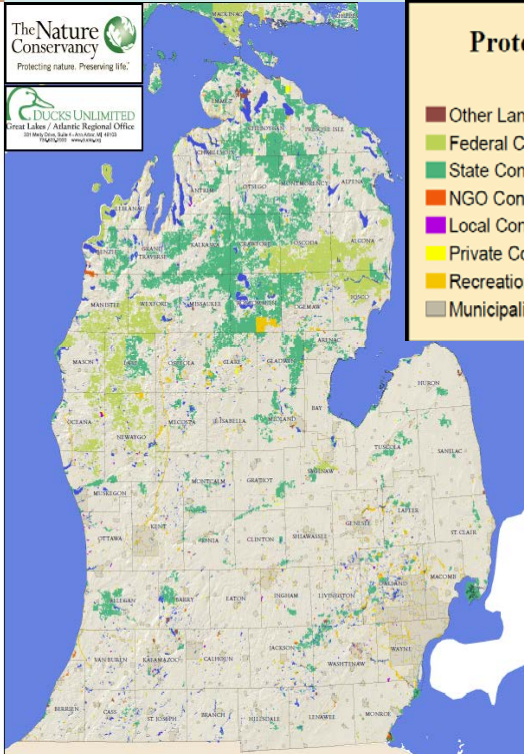 The Nature
Conservancy
Protecting nature. Preserving life.
DUCKS UNLIMITED
Great Lakes / Atlantic Regional Office
Prote
Other Lan
Federal C
State Con
NGO Con
Local Con
Private Co
Recreatio
Municipali
MACKINAC
EMMET
CHEBOYGAN
PRESQUE ISLE
CHARLEVOIX
ANTRIM
OTSEGO
MONTMORENCY
ALPENA
LEELANAU
BENZIE
GRAND
TRAVERSE
KALKASKA
CRAWFORD
OSCODA
ALCONA
MANISTEE
WEXFORD
MISSAUKEE
ROSCOMMON
OGEMAW
IOSCO
MASON
LAKE
OSCEOLA
CLARE
GLADWIN
ARENAC
HURON
OCEANA
NEWAYGO
MECOSTA
ISABELLA
MIDLAND
BAY
TUSCOLA
SANILAC
MUSKEGON
MONTCALM
GRATIOT
SAGINAW
GENESEE
LAPEER
ST CLAIR
OTTAWA
KENT
IONIA
CLINTON
SHIAWASSEE
OAKLAND
MACOMB
ALLEGAN
BARRY
EATON
INGHAM
LIVINGSTON
VAN BUREN
KALAMAZOO
CALHOUN
JACKSON
WASHTENAW
WAYNE
BERRIEN
CASS
ST JOSEPH
BRANCH
HILLSDALE
LENAWEE
MONROE